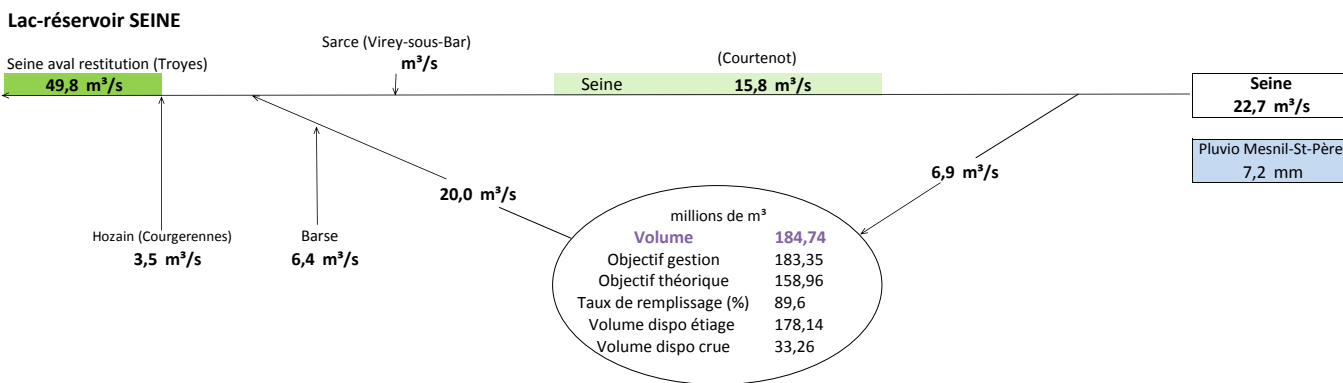 Lac-réservoir SEINE
Sarce (Virey-sous-Bar)
m³/s
(Courtenot)
Seine aval restitution (Troyes)
49,8 m³/s
Seine 15,8 m³/s
Seine
22,7 m³/s
Pluvio Mesnil-St-Père
7,2 mm
6,9 m³/s
20,0 m³/s
Hozain (Courgerennes)
3,5 m³/s
Barse
6,4 m³/s
millions de m³
Volume 184,74
Objectif gestion 183,35
Objectif théorique 158,96
Taux de remplissage (%) 89,6
Volume dispo étiage 178,14
Volume dispo crue 33,26